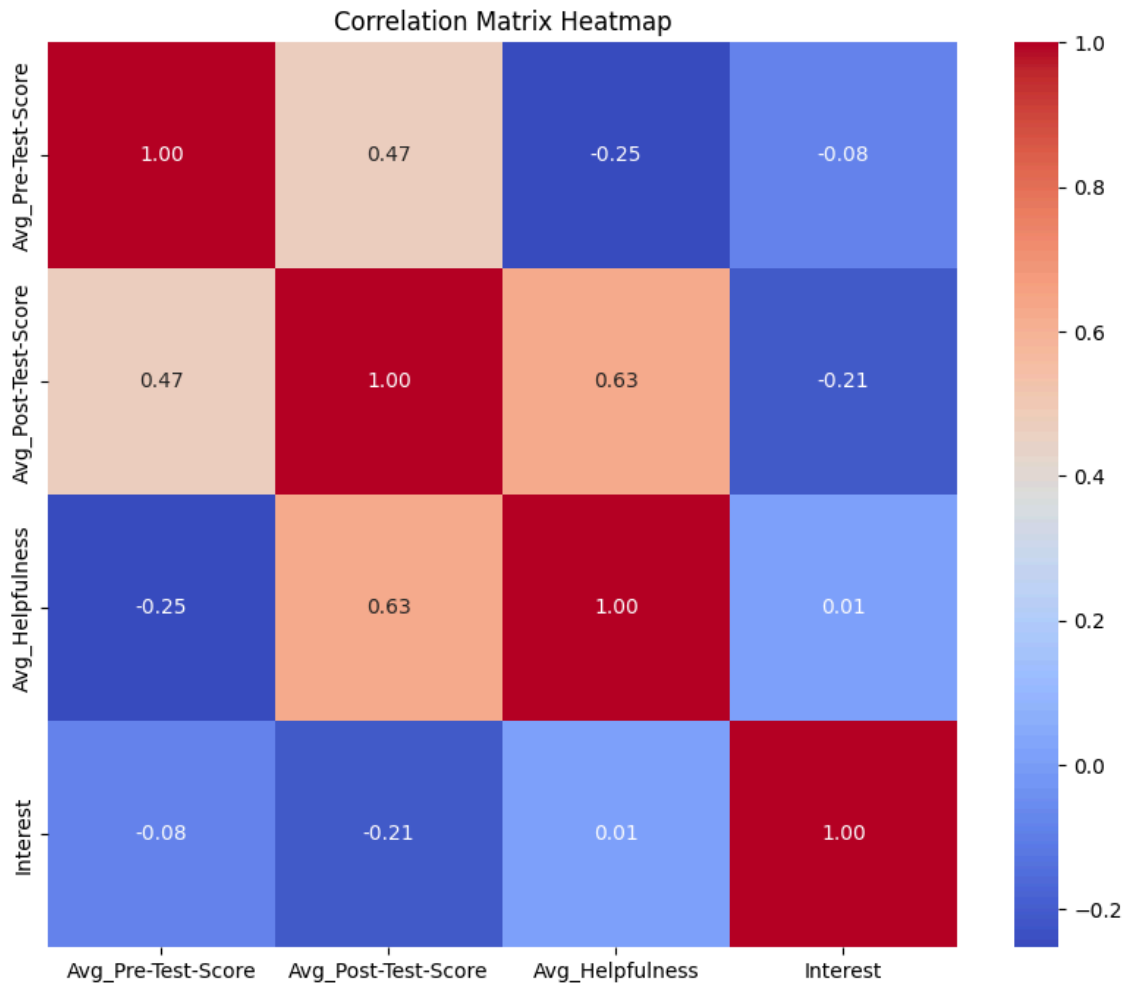 Correlation Matrix Heatmap
Avg_Pre-Test-Score
1.00 0.47 -0.25 -0.08
Avg_Post-Test-Score
0.47 1.00 0.63 -0.21
Avg_Helpfulness
-0.25 0.63 1.00 0.01
Interest
-0.08 -0.21 0.01 1.00
Avg_Pre-Test-Score Avg_Post-Test-Score Avg_Helpfulness Interest
1.0
0.8
0.6
0.4
0.2
0.0
−0.2